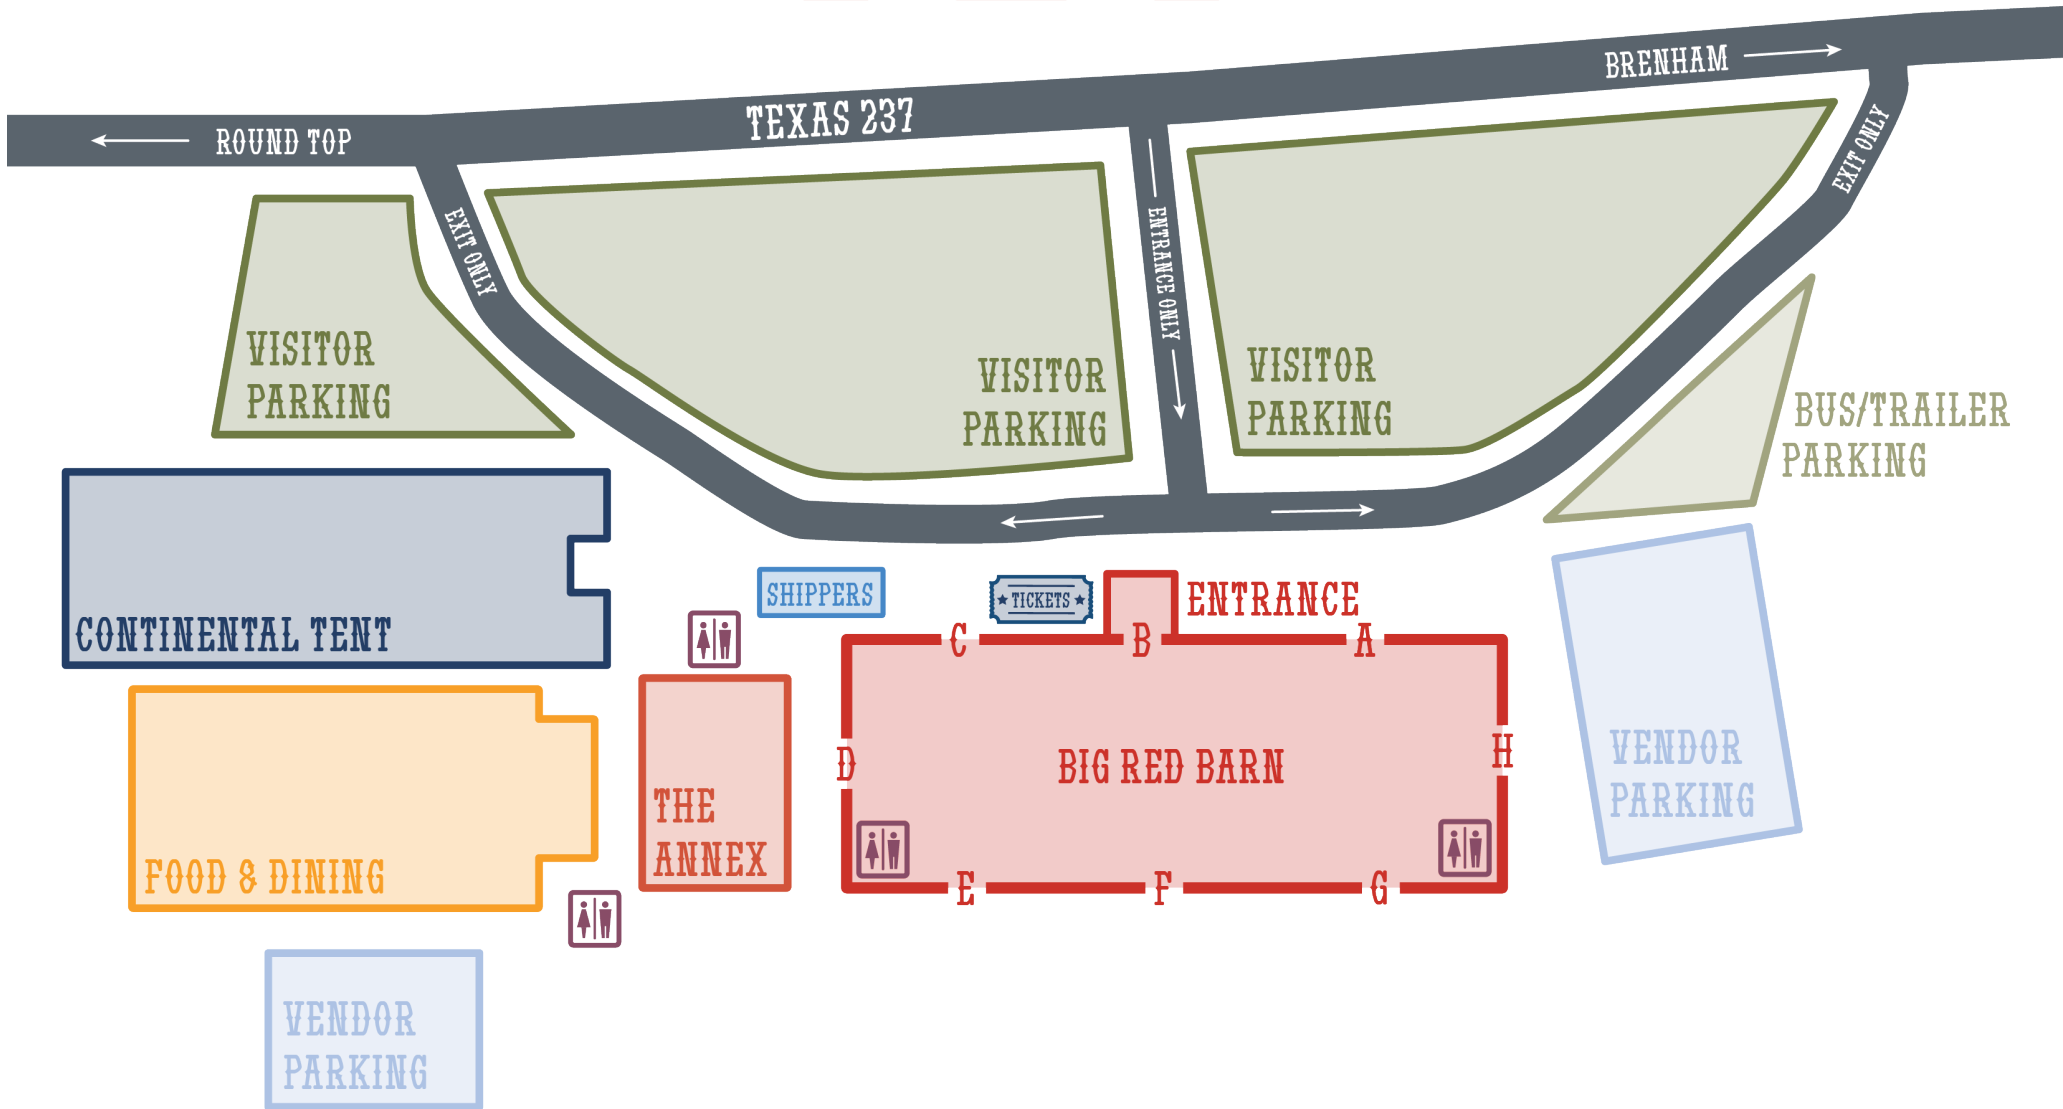 BRENHAM
TEXAS 237
ROUND TOP
EXIT ONLY
EXIT ONLY
ENTRANCE ONLY
VISITOR
PARKING
VISITOR
PARKING
VISITOR
PARKING
BUS/TRAILER
PARKING
CONTINENTAL TENT
SHIPPERS
TICKETS
ENTRANCE
C
B
A
D
H
BIG RED BARN
E
F
G
THE
ANNEX
FOOD & DINING
VENDOR
PARKING
VENDOR
PARKING